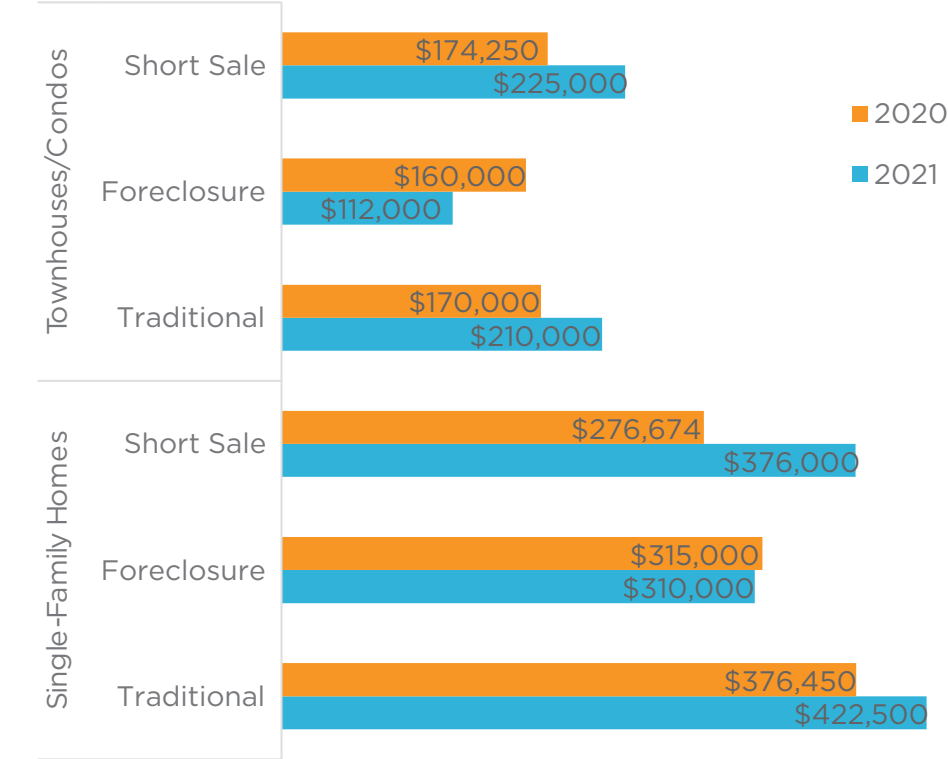 Townhouses/Condos
Short Sale
$174,250
$225,000
Foreclosure
$160,000
$112,000
Traditional
$170,000
$210,000
Single-Family Homes
Short Sale
$276,674
$376,000
Foreclosure
$315,000
$310,000
Traditional
$376,450
$422,500
2020
2021